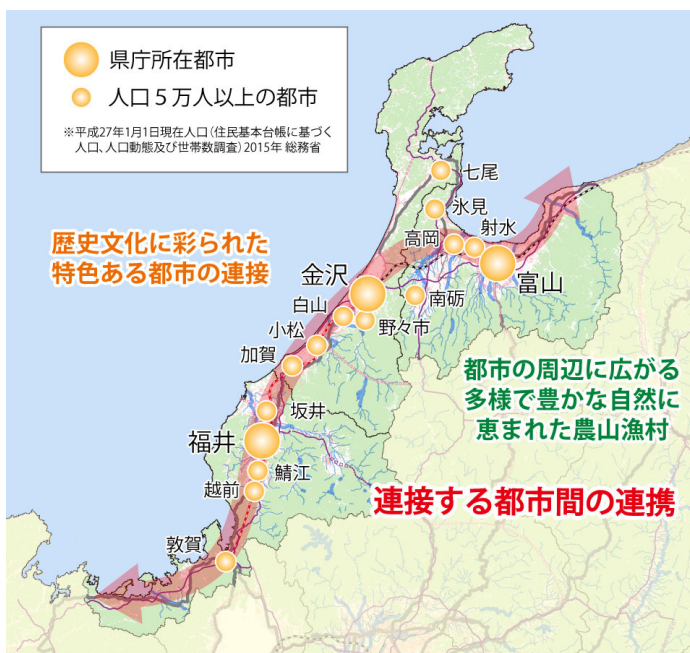 県庁所在都市
人口5万人以上の都市
※平成27年1月1日現在人口(住民基本台帳に基づく
人口、人口動態及び世帯数調査)2015年 総務省
七尾
氷見
射水
高岡
富山
南砺
歴史文化に彩られた
特色ある都市の連接
金沢
白山
野々市
小松
加賀
都市の周辺に広がる
多様で豊かな自然に
恵まれた農山漁村
坂井
福井
鯖江
越前
連接する都市間の連携
敦賀